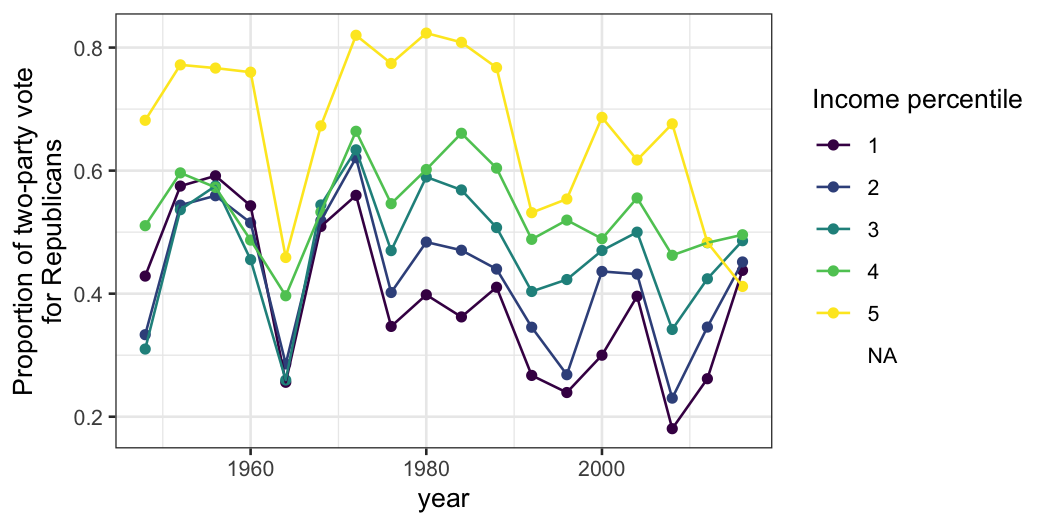 Proportion of two-party vote
for Republicans
0.8
0.6
0.4
0.2
1960
1980
2000
year
Income percentile
1
2
3
4
5
NA